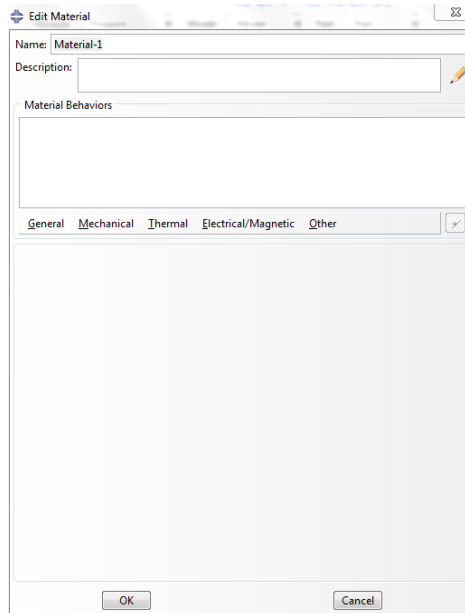 Edit Material
Name: Material-1
Description:
Material Behaviors
General Mechanical Thermal Electrical/Magnetic Other
OK Cancel